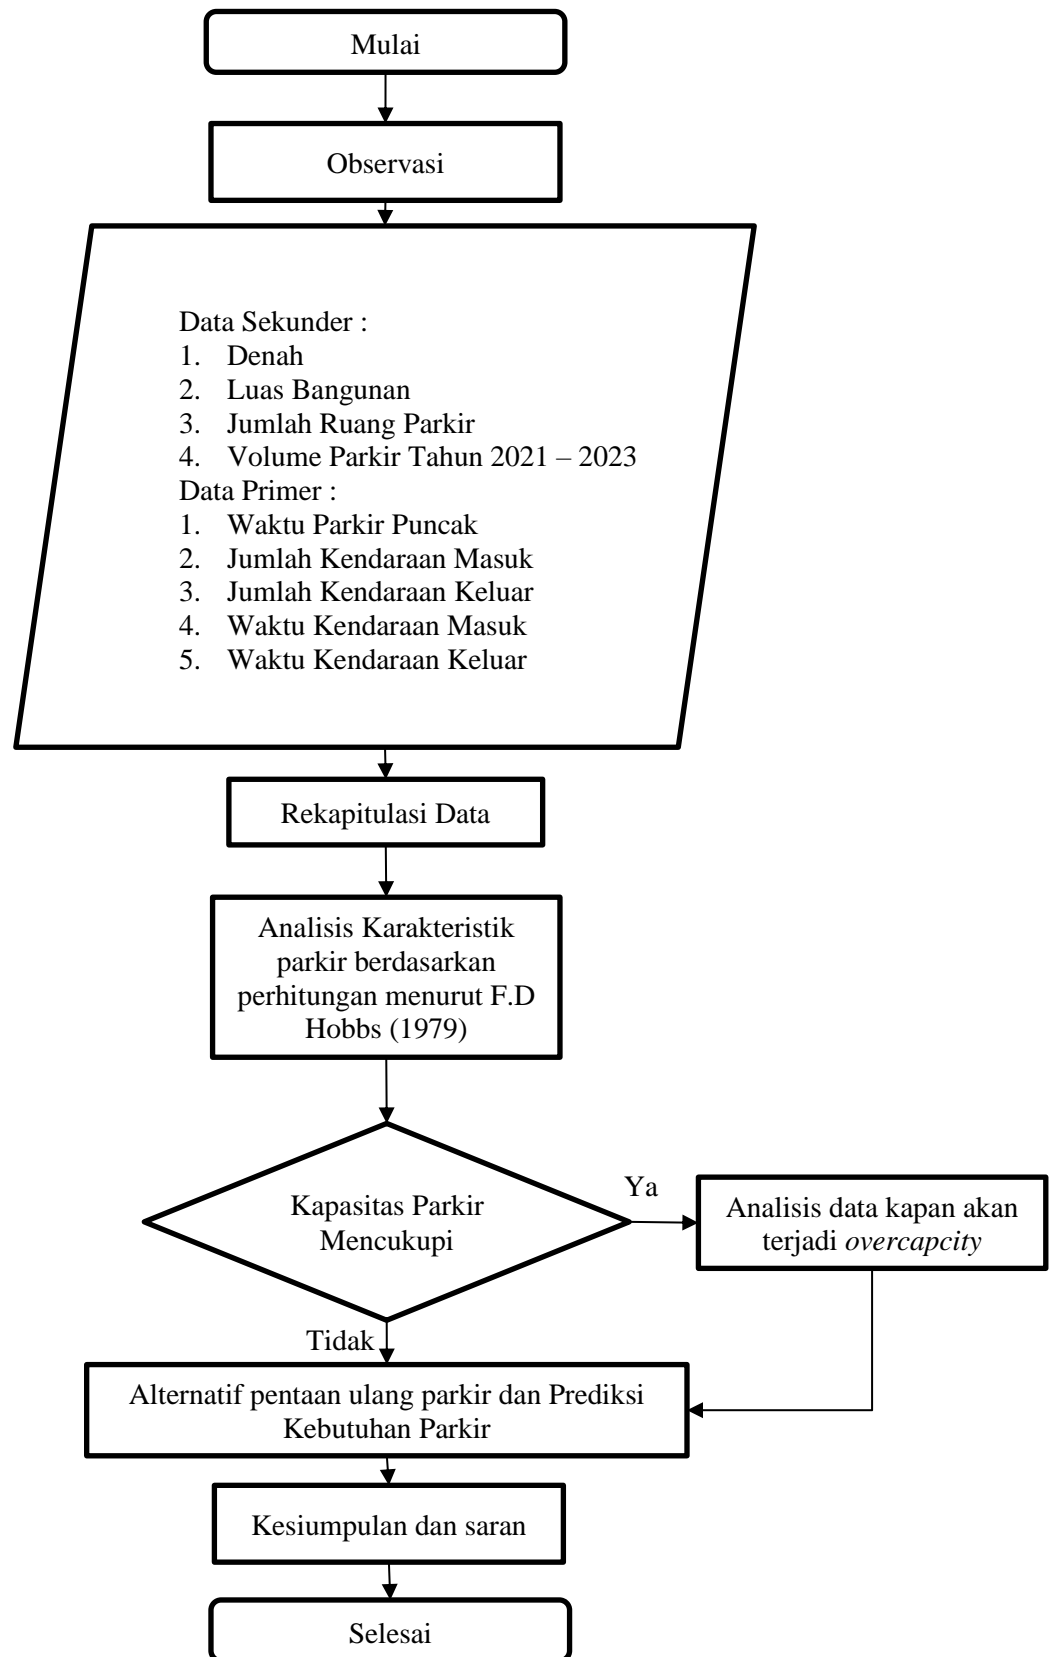 Mulai
Observasi
Data Sekunder :
1. Denah
2. Luas Bangunan
3. Jumlah Ruang Parkir
4. Volume Parkir Tahun 2021 – 2023
Data Primer :
1. Waktu Parkir Puncak
2. Jumlah Kendaraan Masuk
3. Jumlah Kendaraan Keluar
4. Waktu Kendaraan Masuk
5. Waktu Kendaraan Keluar
Rekapitulasi Data
Analisis Karakteristik
parkir berdasarkan
perhitungan menurut F.D
Hobbs (1979)
Kapasitas Parkir
Mencukupi
Ya
Analisis data kapan akan
terjadi overcapcity
Tidak
Alternatif pentaan ulang parkir dan Prediksi
Kebutuhan Parkir
Kesiumpulan dan saran
Selesai